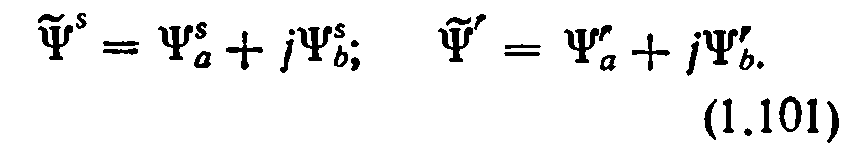 Ψ̃ˢ = Ψₐˢ + jΨ_bˢ; Ψ̃ʳ = Ψₐʳ + jΨ_bʳ.
(1.101)